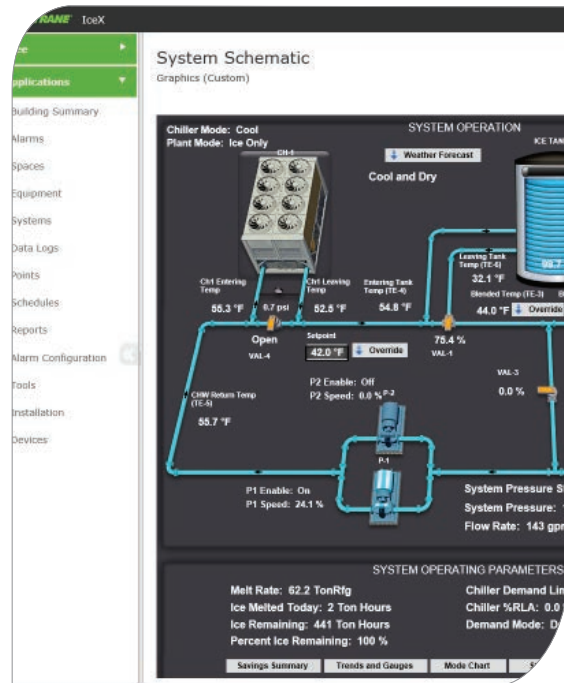 TRANE IceX
Applications
Building Summary
Alarms
Spaces
Equipment
Systems
Data Logs
Points
Schedules
Reports
Alarm Configuration
Tools
Installation
Devices
System Schematic
Graphics (Custom)
Chiller Mode: Cool
Plant Mode: Ice Only
CH-1
SYSTEM OPERATION
Weather Forecast
Cool and Dry
ICE TAN
Leaving Tank
Temp (TE-6)
32.1 °F
Blended Temp (TE-3)
44.0 °F Override
Ch1 Entering
Temp
55.3 °F
0.7 psi
Ch1 Leaving
Temp
52.5 °F
Entering Tank
Temp (TE-4)
54.8 °F
Open
VAL-4
Setpoint
42.0 °F Override
75.4 %
VAL-1
VAL-3
0.0 %
P2 Enable: Off
P2 Speed: 0.0 %
P-2
CHW Return Temp
(TE-5)
55.7 °F
P-1
P1 Enable: On
P1 Speed: 24.1 %
System Pressure S
System Pressure:
Flow Rate: 143 gpm
SYSTEM OPERATING PARAMETERS
Melt Rate: 62.2 TonRfg
Ice Melted Today: 2 Ton Hours
Ice Remaining: 441 Ton Hours
Percent Ice Remaining: 100 %
Chiller Demand Lim
Chiller %RLA: 0.0
Demand Mode: D
Savings Summary Trends and Gauges Mode Chart